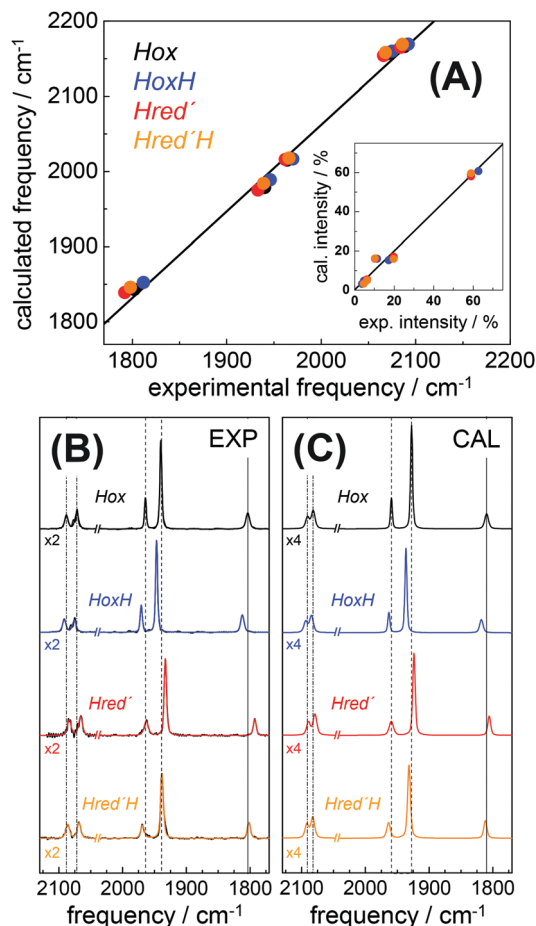 2200
2100
2000
1900
1800
calculated frequency / cm-1
Hox
HoxH
Hred´
Hred´H
(A)
60
40
20
0
cal. intensity / %
0 20 40 60
exp. intensity / %
1800 1900 2000 2100 2200
experimental frequency / cm-1
(B) EXP
Hox
x2
HoxH
x2
Hred´
x2
Hred´H
x2
2100 2000 1900 1800
frequency / cm-1
(C) CAL
Hox
x4
HoxH
x4
Hred´
x4
Hred´H
x4
2100 2000 1900 1800
frequency / cm-1